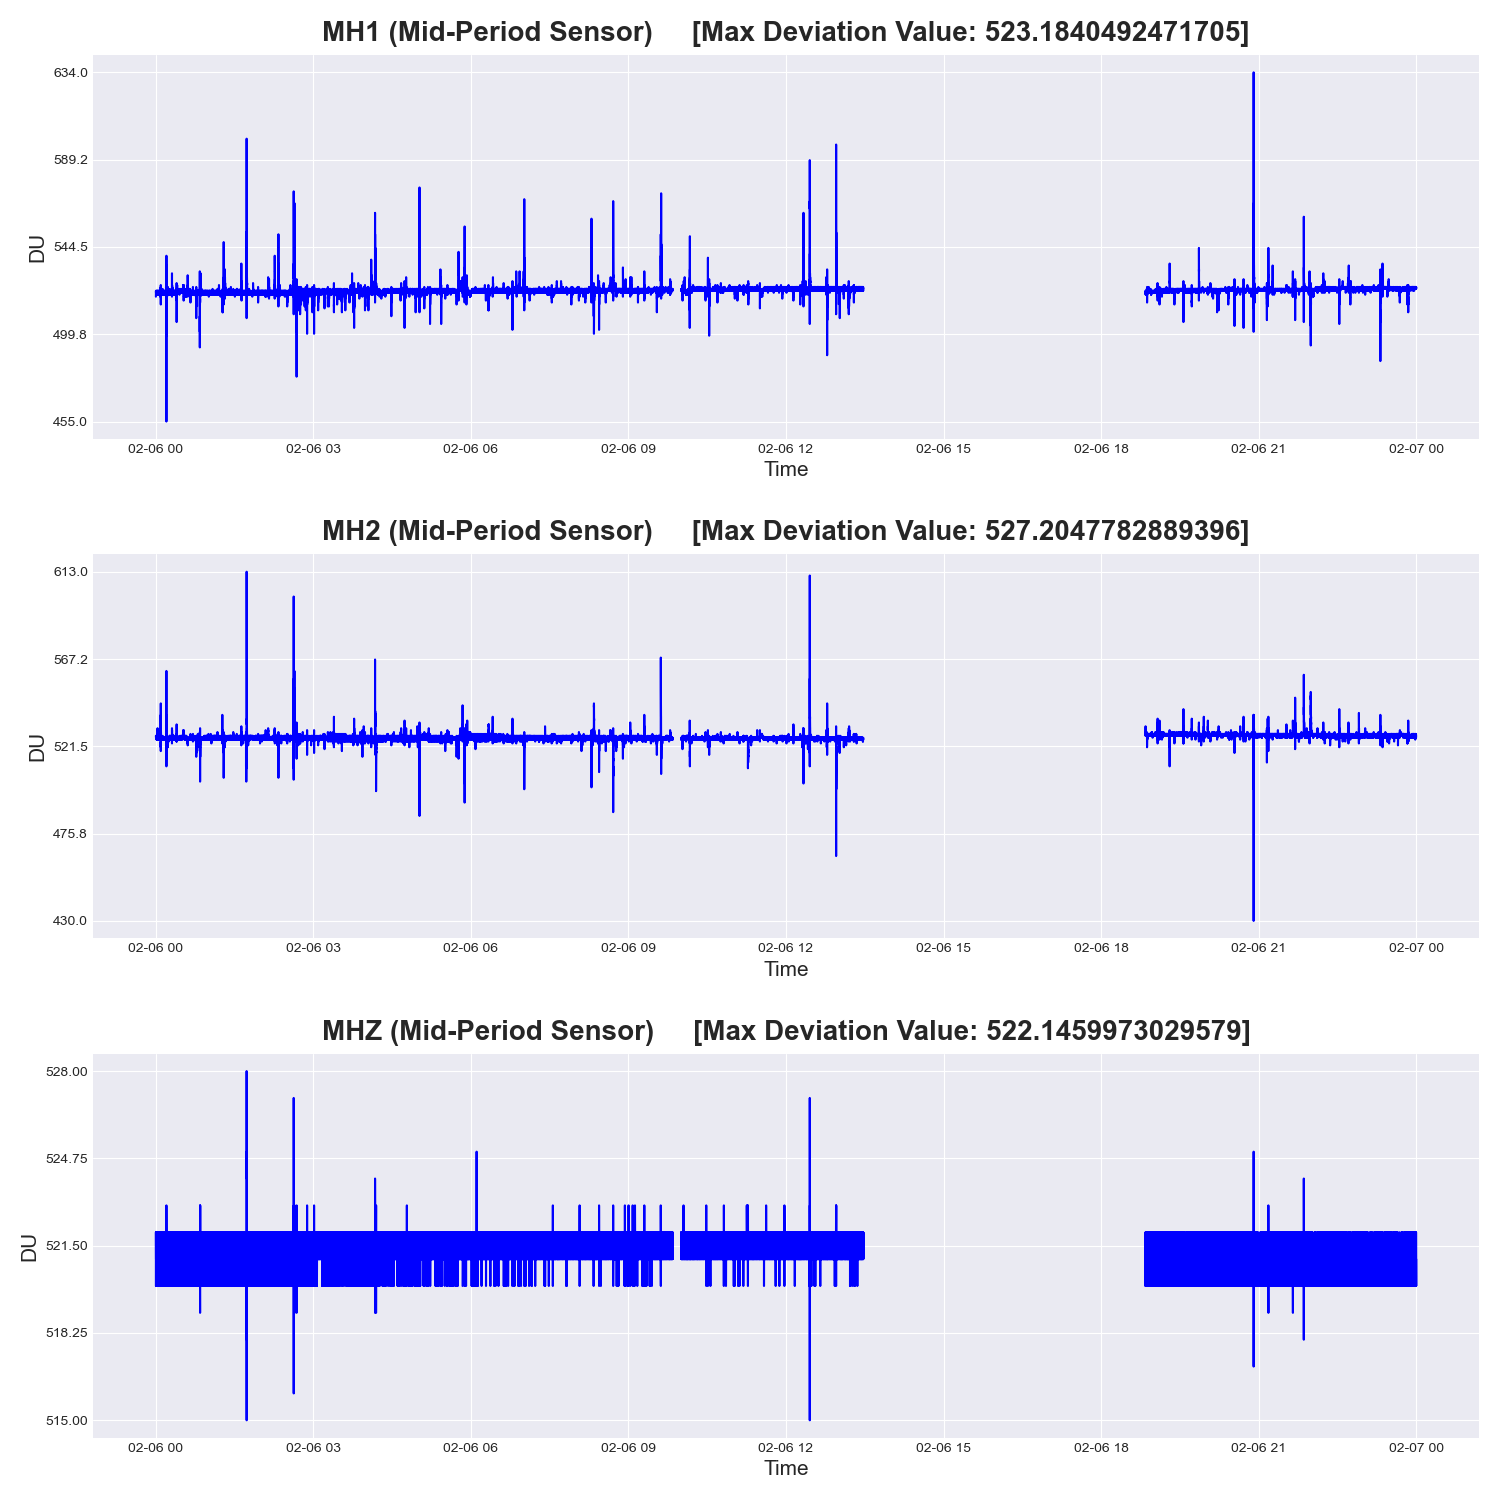 MH1 (Mid-Period Sensor)     [Max Deviation Value: 523.1840492471705]
634.0
589.2
544.5
499.8
455.0
DU
02-06 00 02-06 03 02-06 06 02-06 09 02-06 12 02-06 15 02-06 18 02-06 21 02-07 00
Time
MH2 (Mid-Period Sensor)     [Max Deviation Value: 527.2047782889396]
613.0
567.2
521.5
475.8
430.0
DU
02-06 00 02-06 03 02-06 06 02-06 09 02-06 12 02-06 15 02-06 18 02-06 21 02-07 00
Time
MHZ (Mid-Period Sensor)     [Max Deviation Value: 522.1459973029579]
528.00
524.75
521.50
518.25
515.00
DU
02-06 00 02-06 03 02-06 06 02-06 09 02-06 12 02-06 15 02-06 18 02-06 21 02-07 00
Time